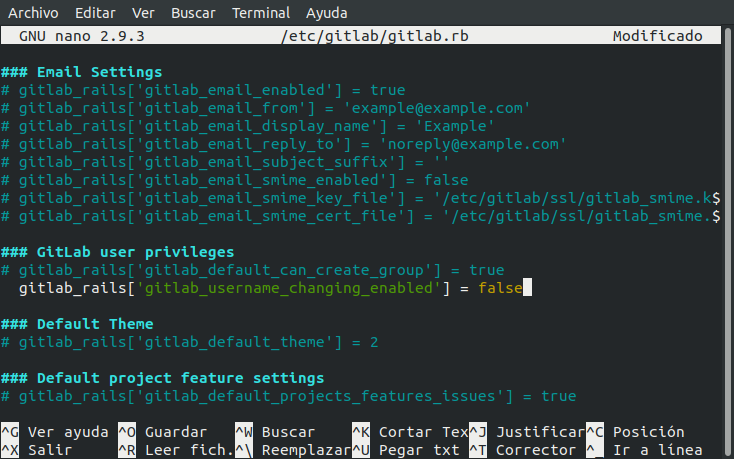 Archivo Editar Ver Buscar Terminal Ayuda
GNU nano 2.9.3 /etc/gitlab/gitlab.rb Modificado
### Email Settings
# gitlab_rails['gitlab_email_enabled'] = true
# gitlab_rails['gitlab_email_from'] = 'example@example.com'
# gitlab_rails['gitlab_email_display_name'] = 'Example'
# gitlab_rails['gitlab_email_reply_to'] = 'noreply@example.com'
# gitlab_rails['gitlab_email_subject_suffix'] = ''
# gitlab_rails['gitlab_email_smime_enabled'] = false
# gitlab_rails['gitlab_email_smime_key_file'] = '/etc/gitlab/ssl/gitlab_smime.k$
# gitlab_rails['gitlab_email_smime_cert_file'] = '/etc/gitlab/ssl/gitlab_smime.$
### GitLab user privileges
# gitlab_rails['gitlab_default_can_create_group'] = true
gitlab_rails['gitlab_username_changing_enabled'] = false
### Default Theme
# gitlab_rails['gitlab_default_theme'] = 2
### Default project feature settings
# gitlab_rails['gitlab_default_projects_features_issues'] = true
^G Ver ayuda ^O Guardar ^W Buscar ^K Cortar Tex^J Justificar^C Posición
^X Salir ^R Leer fich.^\ Reemplazar^U Pegar txt ^T Corrector ^_ Ir a línea